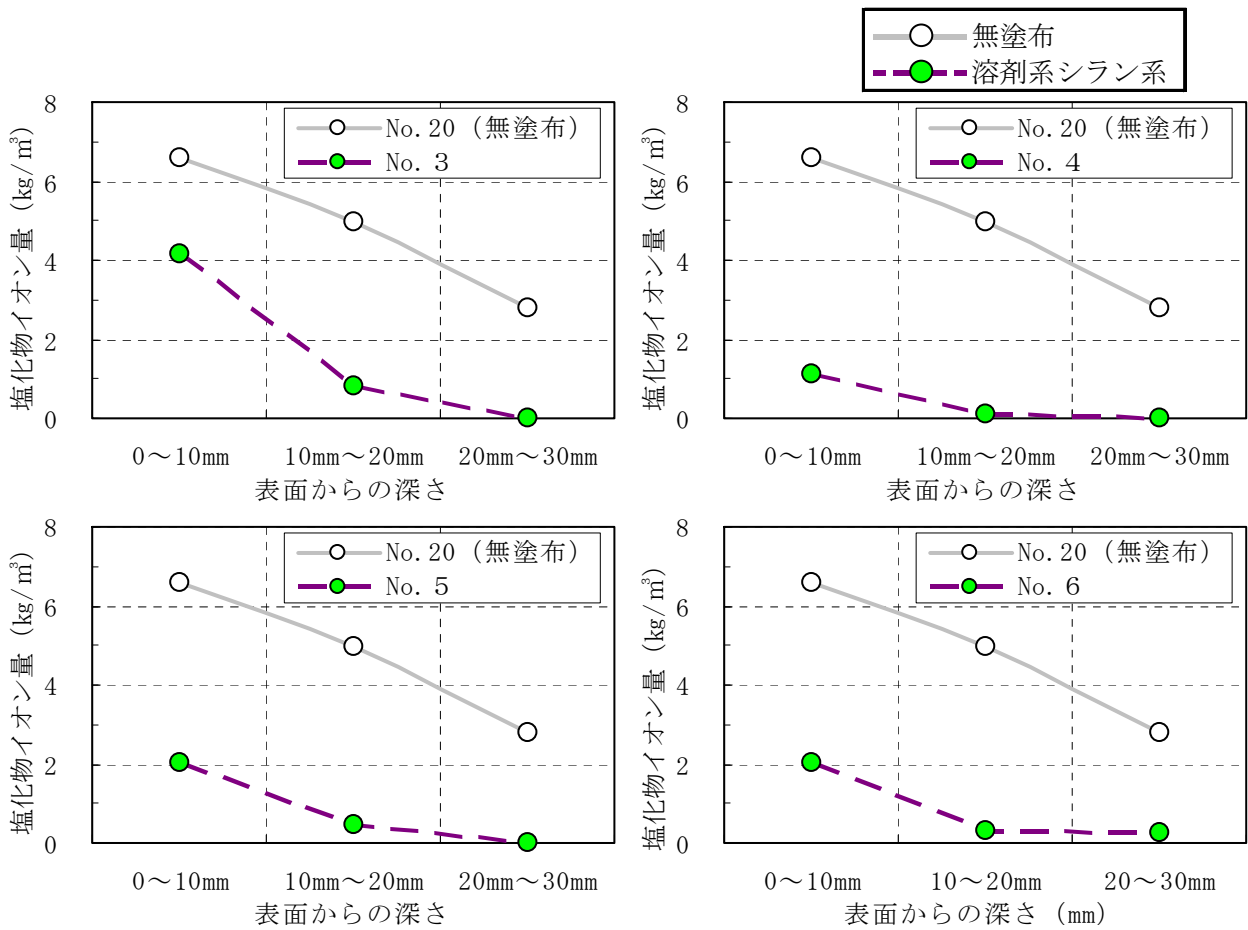 無塗布
溶剤系シラン系
塩化物イオン量 (kg/㎥)
8
6
4
2
0
No.20 (無塗布)
No.３
0～10mm
10mm～20mm
20mm～30mm
表面からの深さ
塩化物イオン量 (kg/㎥)
8
6
4
2
0
No.20 (無塗布)
No.４
0～10mm
10mm～20mm
20mm～30mm
表面からの深さ
塩化物イオン量 (kg/㎥)
8
6
4
2
0
No.20 (無塗布)
No.５
0～10mm
10mm～20mm
20mm～30mm
表面からの深さ
塩化物イオン量 (kg/㎥)
8
6
4
2
0
No.20 (無塗布)
No.６
0～10mm
10～20mm
20～30mm
表面からの深さ (mm)